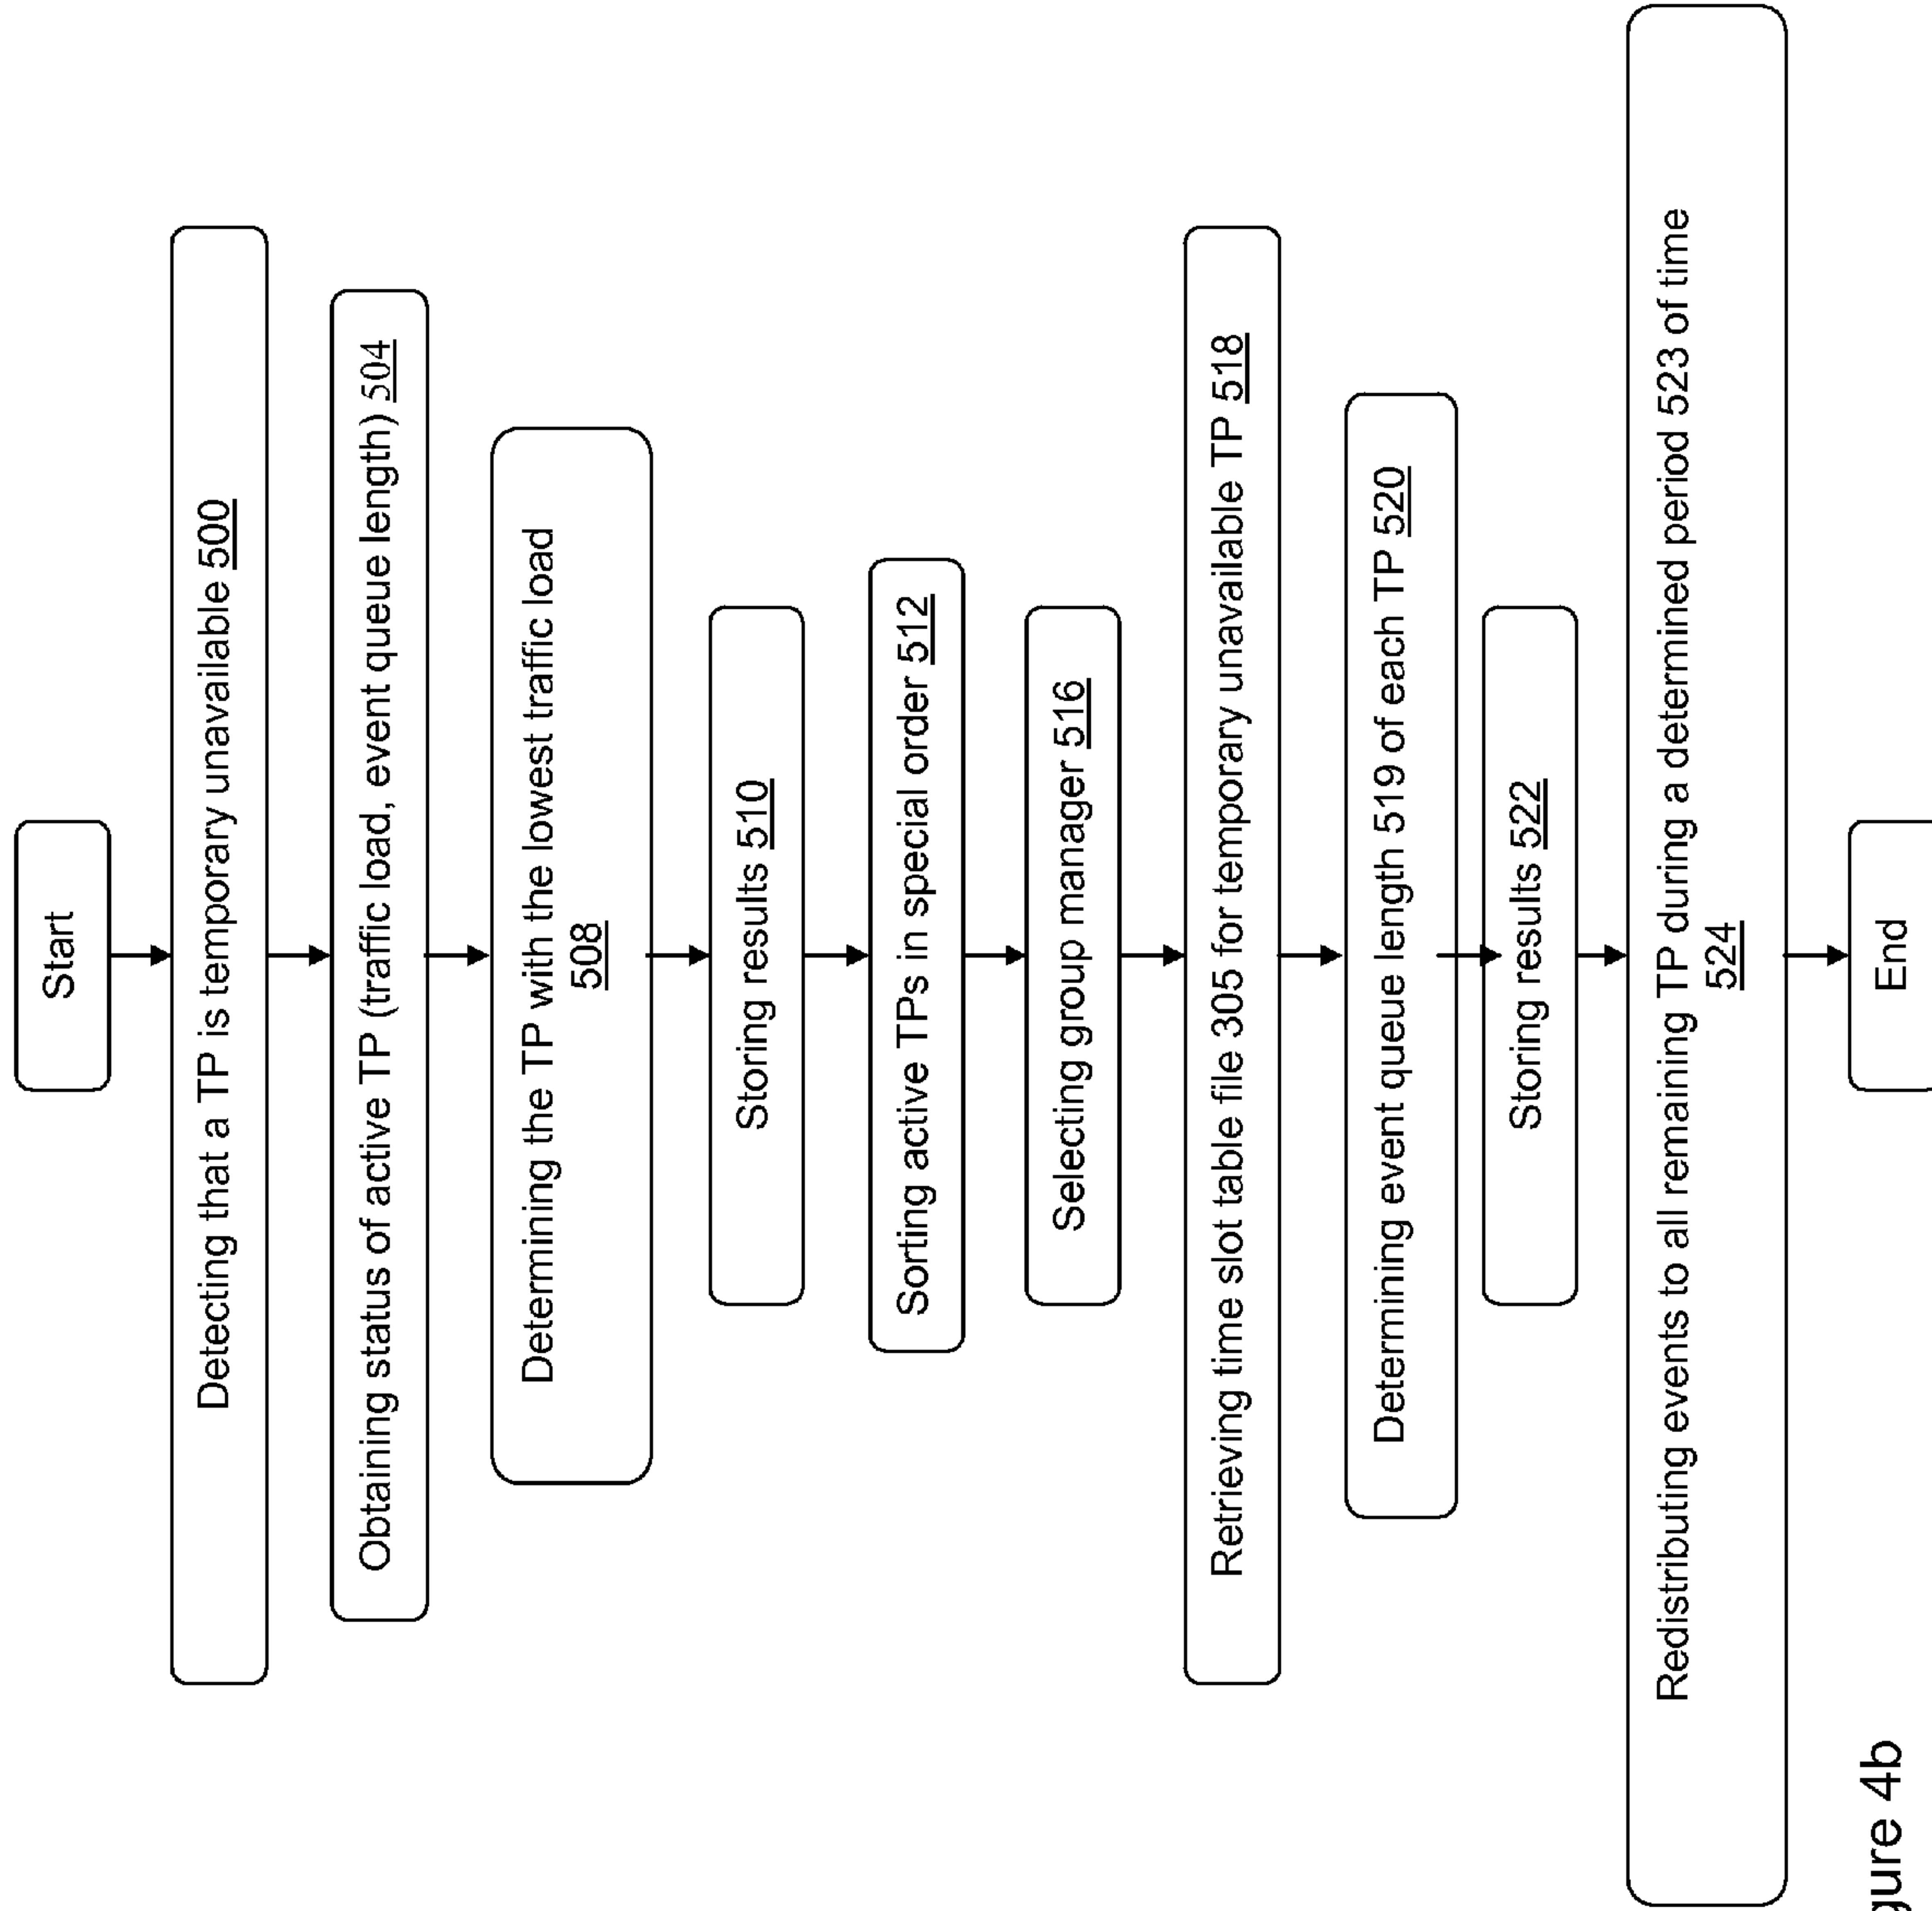 Start
Detecting that a TP is temporary unavailable 500
Obtaining status of active TP (traffic load, event queue length) 504
Determining the TP with the lowest traffic load
508
Storing results 510
Sorting active TPs in special order 512
Selecting group manager 516
Retrieving time slot table file 305 for temporary unavailable TP 518
Determining event queue length 519 of each TP 520
Storing results 522
Redistributing events to all remaining TP during a determined period 523 of time
524
End
gure 4b